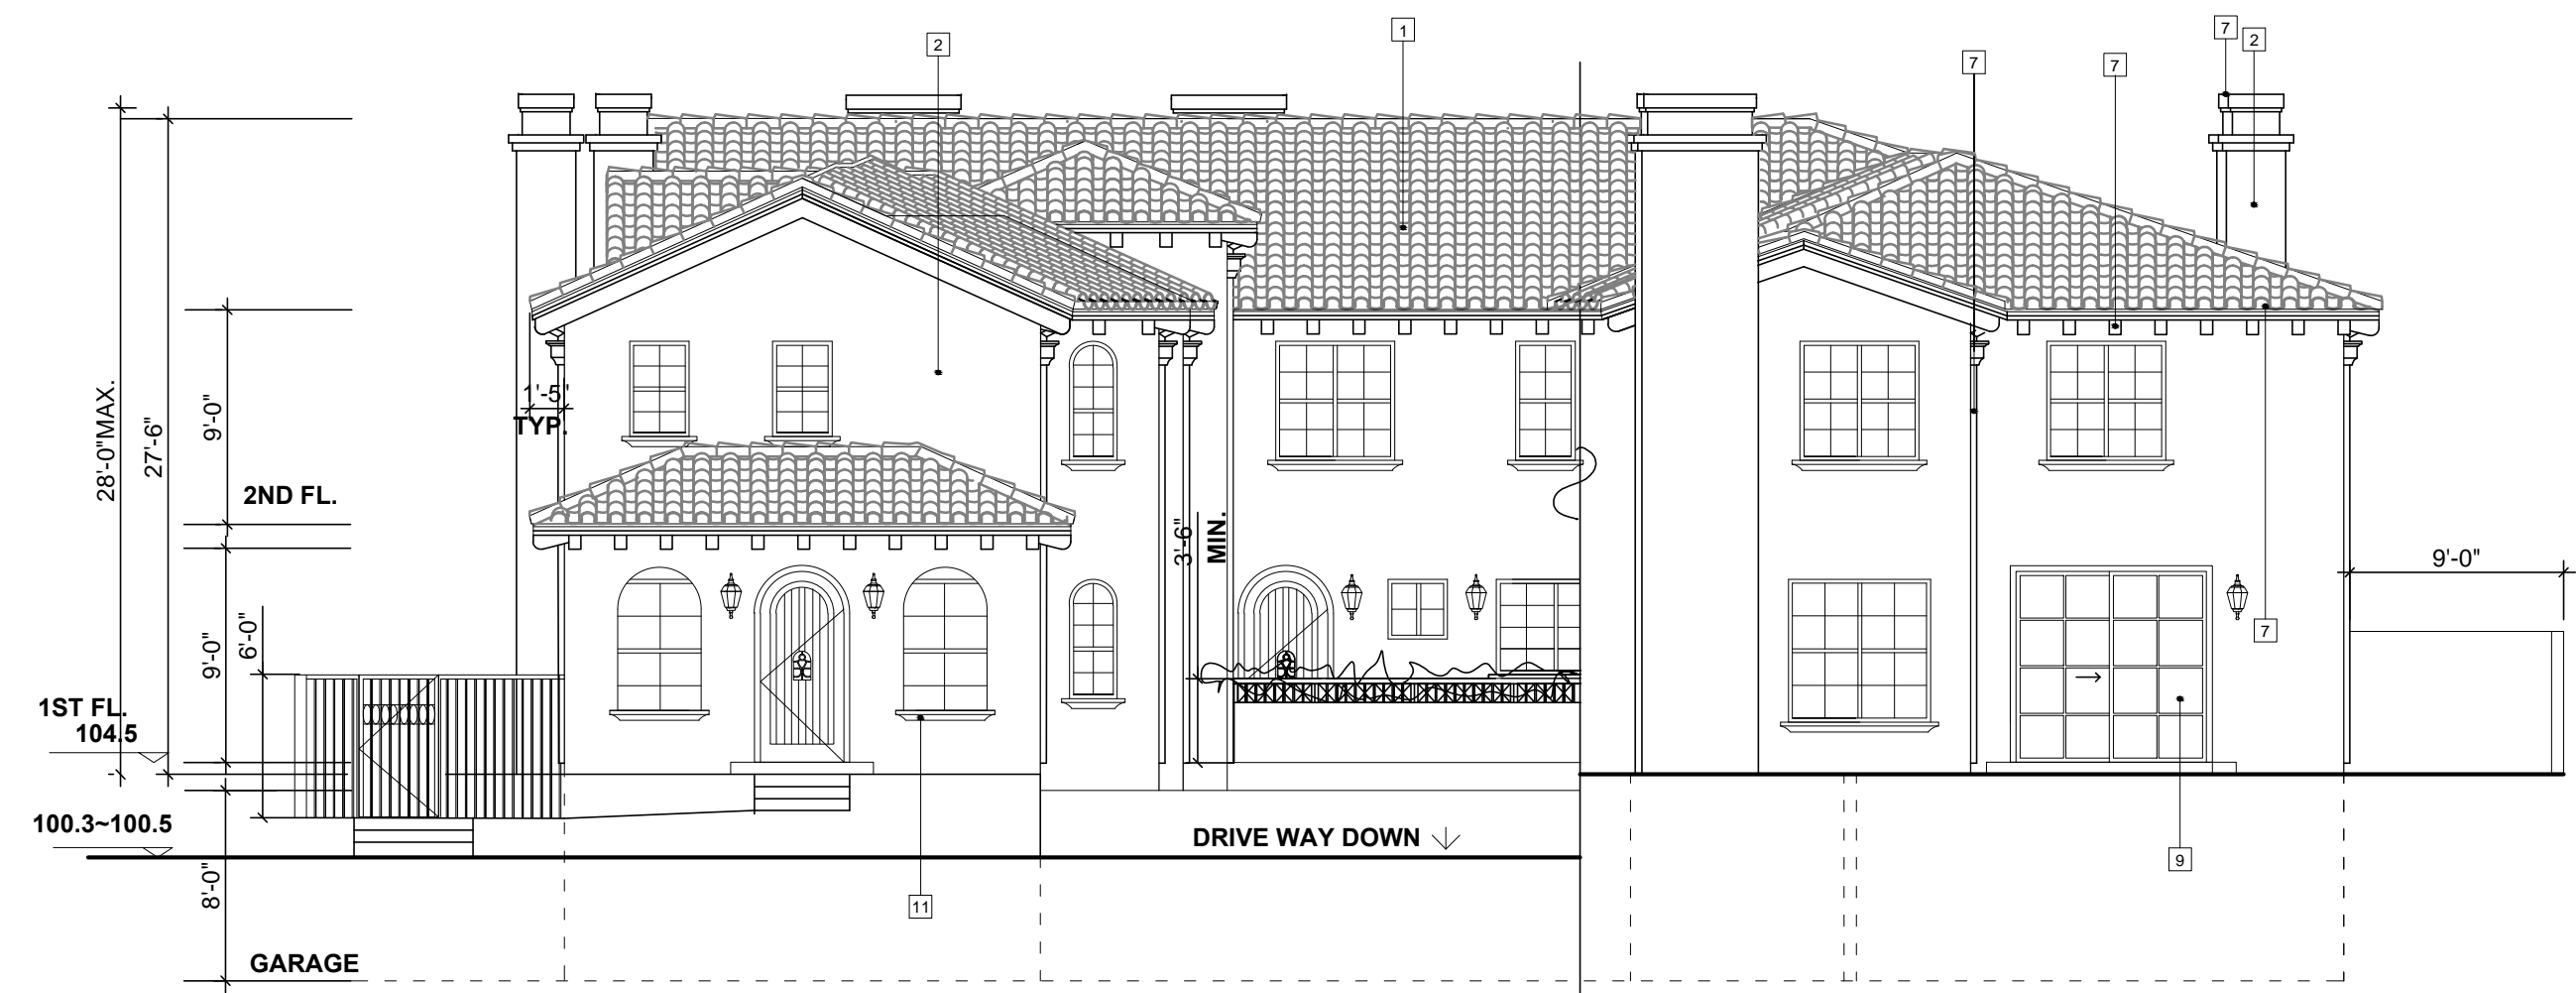 1
7
2
2
7
7
28'-0"MAX.
27'-6"
9'-0"
1'-5"
TYP.
2ND FL.
3'-6"
MIN.
9'-0"
9'-0"
6'-0"
7
1ST FL.
104.5
100.3~100.5
DRIVE WAY DOWN
9
8'-0"
11
GARAGE